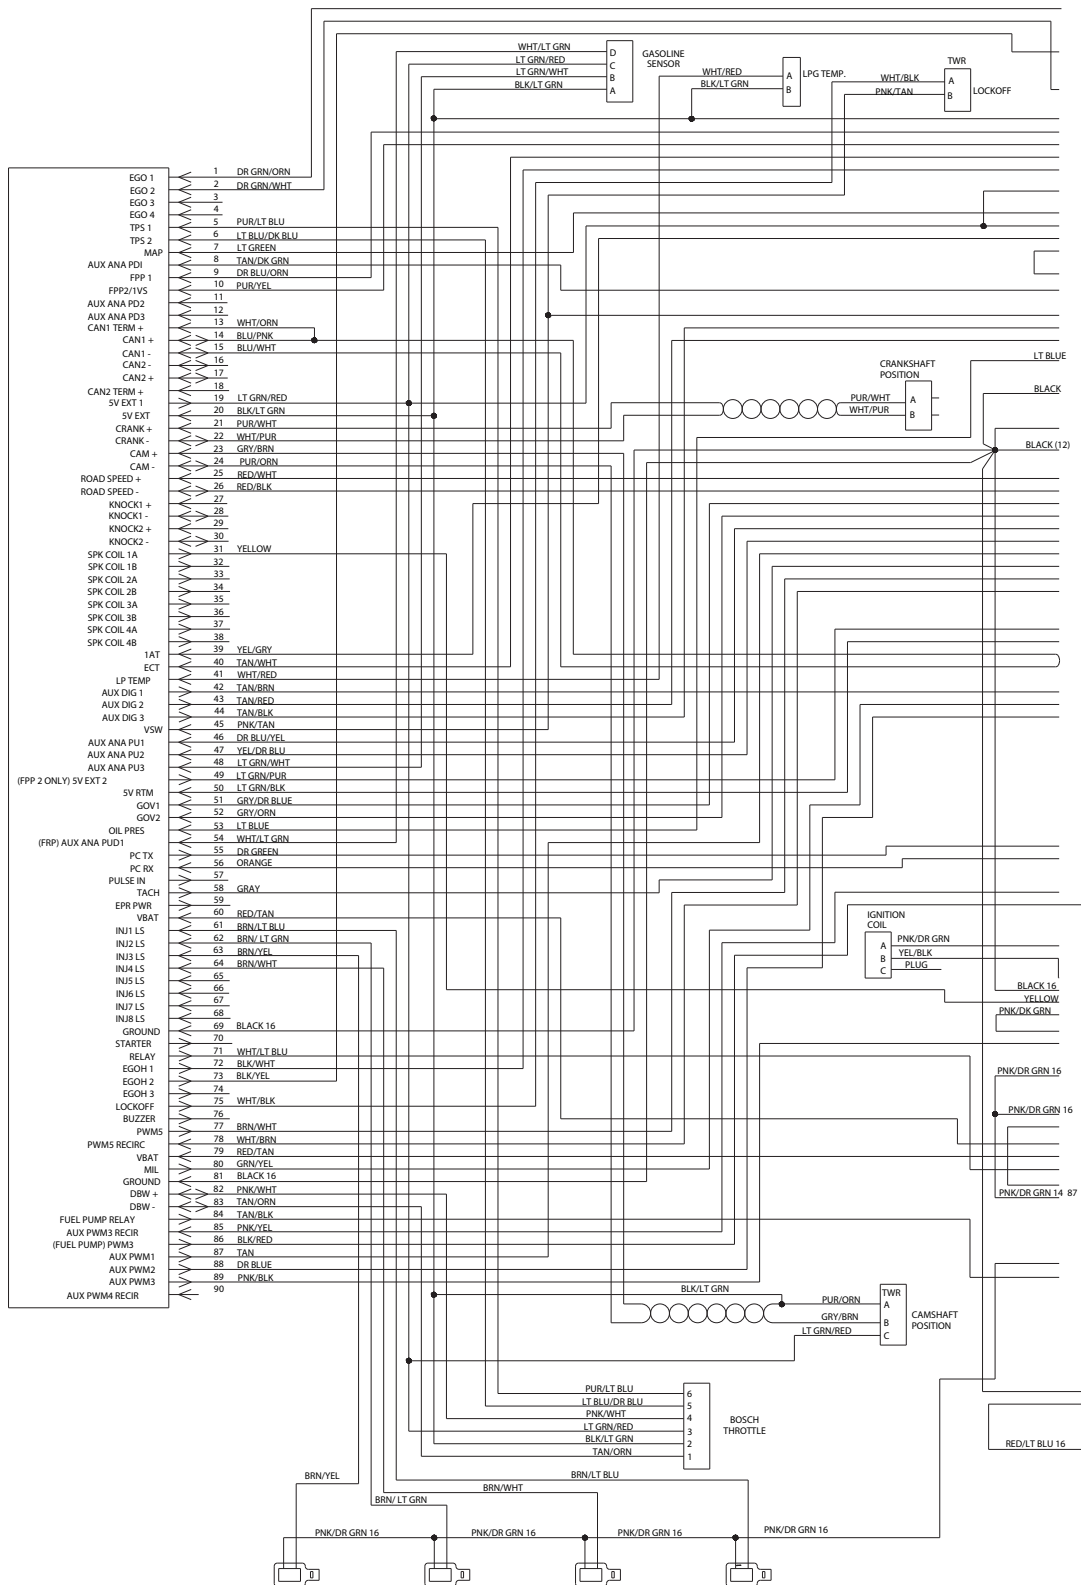 WHT/LT GRN D
LT GRN/RED C
LT GRN/WHT B
BLK/LT GRN A
GASOLINE
SENSOR
WHT/RED A
BLK/LT GRN B
LPG TEMP.
TWR
WHT/BLK A
PNK/TAN B
LOCKOFF
EGO 1 1 DR GRN/ORN
EGO 2 2 DR GRN/WHT
EGO 3 3
EGO 4 4
TPS 1 5 PUR/LT BLU
TPS 2 6 LT BLU/DK BLU
MAP 7 LT GREEN
AUX ANA PDI 8 TAN/DK GRN
FPP 1 9 DR BLU/ORN
FPP2/1VS 10 PUR/YEL
AUX ANA PD2 11
AUX ANA PD3 12
CAN1 TERM + 13 WHT/ORN
CAN1 + 14 BLU/PNK
CAN1 - 15 BLU/WHT
CAN2 - 16
CAN2 + 17
CAN2 TERM + 18
5V EXT 1 19 LT GRN/RED
5V EXT 20 BLK/LT GRN
CRANK + 21 PUR/WHT
CRANK - 22 WHT/PUR
CAM + 23 GRY/BRN
CAM - 24 PUR/ORN
ROAD SPEED + 25 RED/WHT
ROAD SPEED - 26 RED/BLK
KNOCK1 + 27
KNOCK1 - 28
KNOCK2 + 29
KNOCK2 - 30
SPK COIL 1A 31 YELLOW
SPK COIL 1B 32
SPK COIL 2A 33
SPK COIL 2B 34
SPK COIL 3A 35
SPK COIL 3B 36
SPK COIL 4A 37
SPK COIL 4B 38
1AT 39 YEL/GRY
ECT 40 TAN/WHT
LP TEMP 41 WHT/RED
AUX DIG 1 42 TAN/BRN
AUX DIG 2 43 TAN/RED
AUX DIG 3 44 TAN/BLK
VSW 45 PNK/TAN
AUX ANA PU1 46 DR BLU/YEL
AUX ANA PU2 47 YEL/DR BLU
AUX ANA PU3 48 LT GRN/WHT
(FPP 2 ONLY) 5V EXT 2 49 LT GRN/PUR
5V RTM 50 LT GRN/BLK
GOV1 51 GRY/DR BLUE
GOV2 52 GRY/ORN
OIL PRES 53 LT BLUE
(FRP) AUX ANA PUD1 54 WHT/LT GRN
PC TX 55 DR GREEN
PC RX 56 ORANGE
PULSE IN 57
TACH 58 GRAY
EPR PWR 59
VBAT 60 RED/TAN
INJ1 LS 61 BRN/LT BLU
INJ2 LS 62 BRN/ LT GRN
INJ3 LS 63 BRN/YEL
INJ4 LS 64 BRN/WHT
INJ5 LS 65
INJ6 LS 66
INJ7 LS 67
INJ8 LS 68
GROUND 69 BLACK 16
STARTER 70
RELAY 71 WHT/LT BLU
EGOH 1 72 BLK/WHT
EGOH 2 73 BLK/YEL
EGOH 3 74
LOCKOFF 75 WHT/BLK
BUZZER 76
PWM5 77 BRN/WHT
PWM5 RECIRC 78 WHT/BRN
VBAT 79 RED/TAN
MIL 80 GRN/YEL
GROUND 81 BLACK 16
DBW + 82 PNK/WHT
DBW - 83 TAN/ORN
FUEL PUMP RELAY 84 TAN/BLK
AUX PWM3 RECIR 85 PNK/YEL
(FUEL PUMP) PWM3 86 BLK/RED
AUX PWM1 87 TAN
AUX PWM2 88 DR BLUE
AUX PWM3 89 PNK/BLK
AUX PWM4 RECIR 90
LT BLUE
CRANKSHAFT
POSITION
PUR/WHT A
WHT/PUR B
BLACK
BLACK (12)
IGNITION
COIL
A PNK/DR GRN
B YEL/BLK
C PLUG
BLACK 16
YELLOW
PNK/DK GRN
PNK/DR GRN 16
PNK/DR GRN 16
PNK/DR GRN 14 87
BLK/LT GRN
TWR
PUR/ORN A
GRY/BRN B
LT GRN/RED C
CAMSHAFT
POSITION
PUR/LT BLU 6
LT BLU/DR BLU 5
PNK/WHT 4
LT GRN/RED 3
BLK/LT GRN 2
TAN/ORN 1
BOSCH
THROTTLE
RED/LT BLU 16
BRN/YEL
BRN/LT BLU
BRN/WHT
BRN/ LT GRN
PNK/DR GRN 16
PNK/DR GRN 16
PNK/DR GRN 16
PNK/DR GRN 16